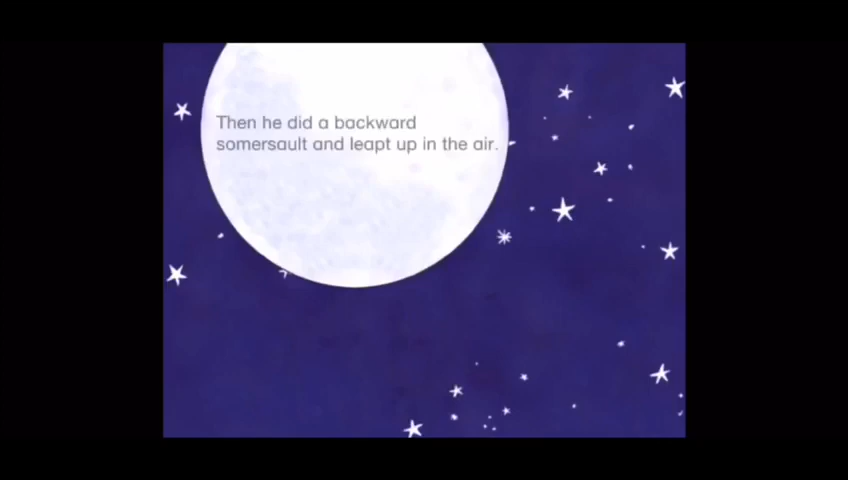 Then he did a backward
somersault and leapt up in the air.